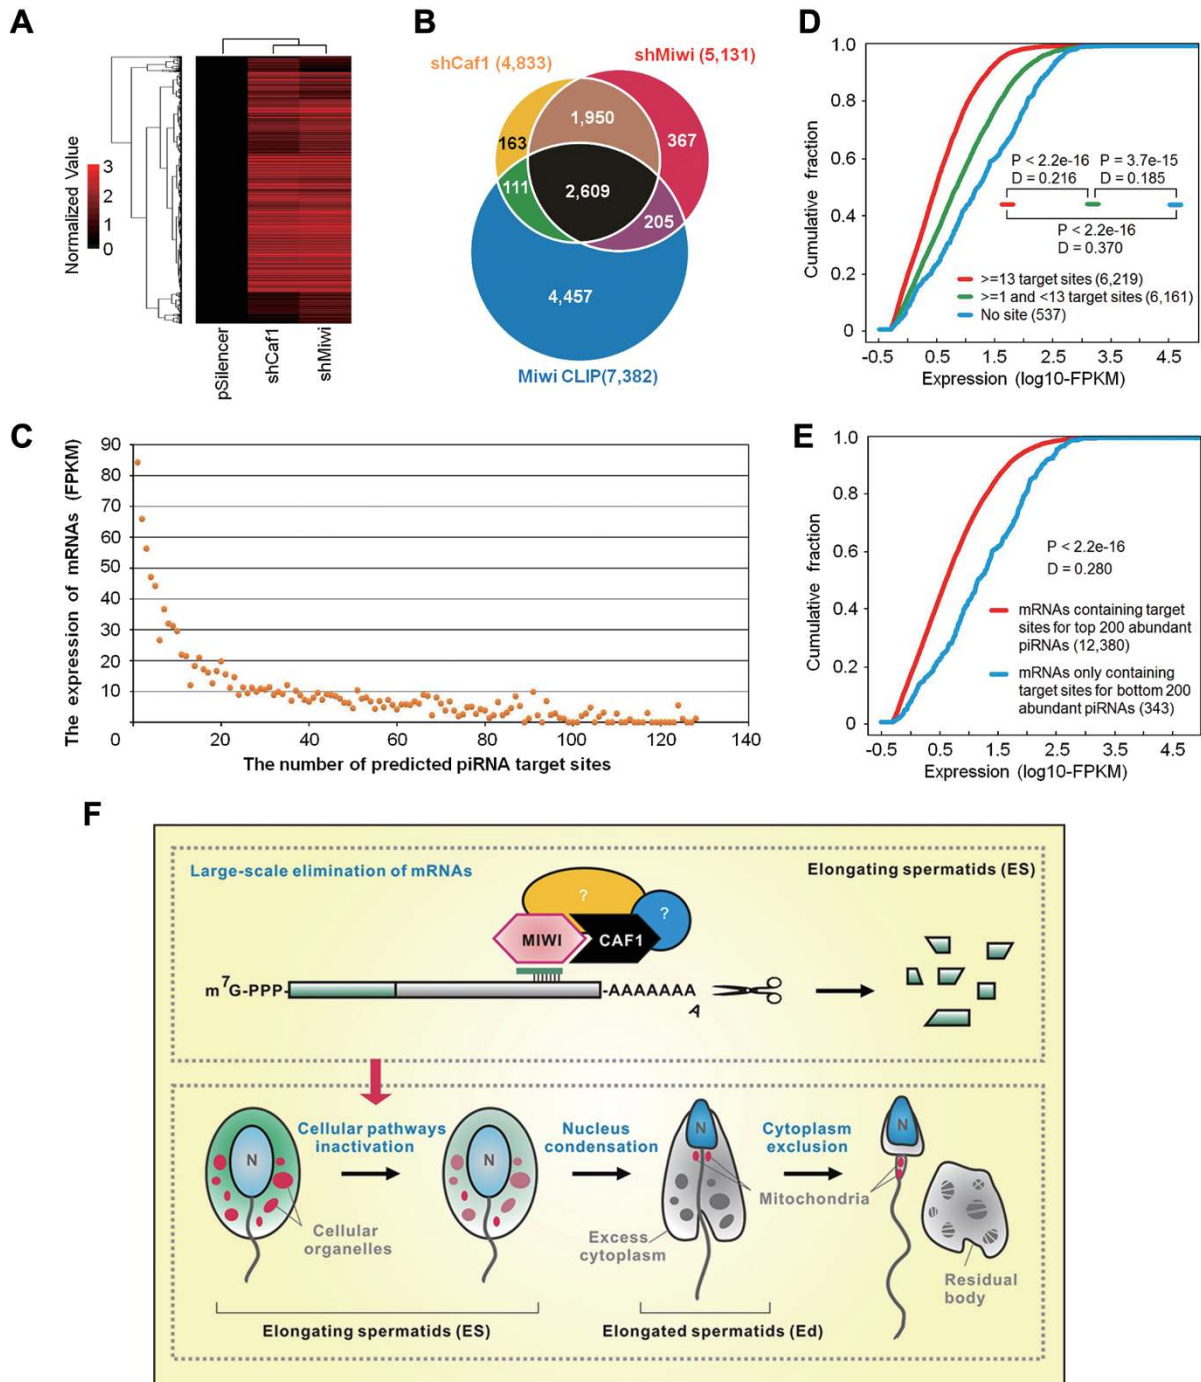 A
Normalized Value
3
2
1
0
pSilencer
shCaf1
shMiwi
B
shCaf1 (4,833)
shMiwi (5,131)
1,950
163
367
111
2,609
205
4,457
Miwi CLIP(7,382)
C
The expression of mRNAs (FPKM)
90
80
70
60
50
40
30
20
10
0
20
40
60
80
100
120
140
The number of predicted piRNA target sites
D
Cumulative fraction
1.0
0.8
0.6
0.4
0.2
0
P < 2.2e-16
D = 0.216
P = 3.7e-15
D = 0.185
P < 2.2e-16
D = 0.370
>=13 target sites (6,219)
>=1 and <13 target sites (6,161)
No site (537)
-0.5
0.5
1.5
2.5
3.5
4.5
Expression (log10-FPKM)
E
Cumulative fraction
1.0
0.8
0.6
0.4
0.2
0
P < 2.2e-16
D = 0.280
mRNAs containing target
sites for top 200 abundant
piRNAs (12,380)
mRNAs only containing
target sites for bottom 200
abundant piRNAs (343)
-0.5
0.5
1.5
2.5
3.5
4.5
Expression (log10-FPKM)
F
Large-scale elimination of mRNAs
Elongating spermatids (ES)
?
?
MIWI
CAF1
m7G-PPP-
-AAAAAAA
A
Cellular pathways
inactivation
Nucleus
condensation
Cytoplasm
exclusion
N
N
N
N
Cellular
organelles
Excess
cytoplasm
Mitochondria
Residual
body
Elongating spermatids (ES)
Elongated spermatids (Ed)